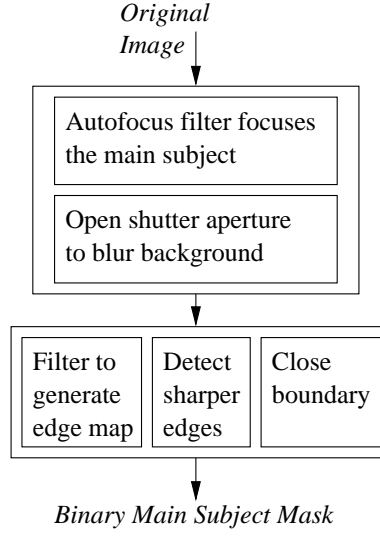 Original
Image
Autofocus filter focuses
the main subject
Open shutter aperture
to blur background
Filter to
generate
edge map
Detect
sharper
edges
Close
boundary
Binary Main Subject Mask